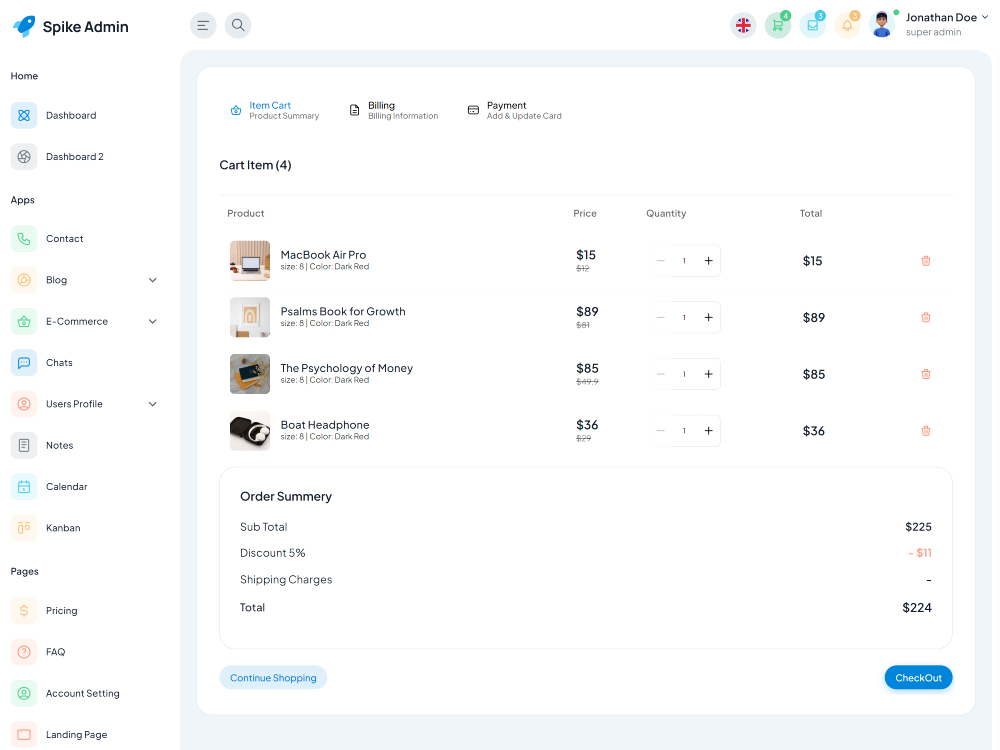 Spike Admin
4
3
3
Jonathan Doe
super admin
Home
Dashboard
Dashboard 2
Apps
Contact
Blog
E-Commerce
Chats
Users Profile
Notes
Calendar
Kanban
Pages
Pricing
FAQ
Account Setting
Landing Page
Item Cart
Product Summary
Billing
Billing Information
Payment
Add & Update Card
Cart Item (4)
Product Price Quantity Total
MacBook Air Pro
size: 8 | Color: Dark Red
$15
$12
1
$15
Psalms Book for Growth
size: 8 | Color: Dark Red
$89
$81
1
$89
The Psychology of Money
size: 8 | Color: Dark Red
$85
$49.9
1
$85
Boat Headphone
size: 8 | Color: Dark Red
$36
$29
1
$36
Order Summery
Sub Total $225
Discount 5% - $11
Shipping Charges -
Total $224
Continue Shopping
CheckOut